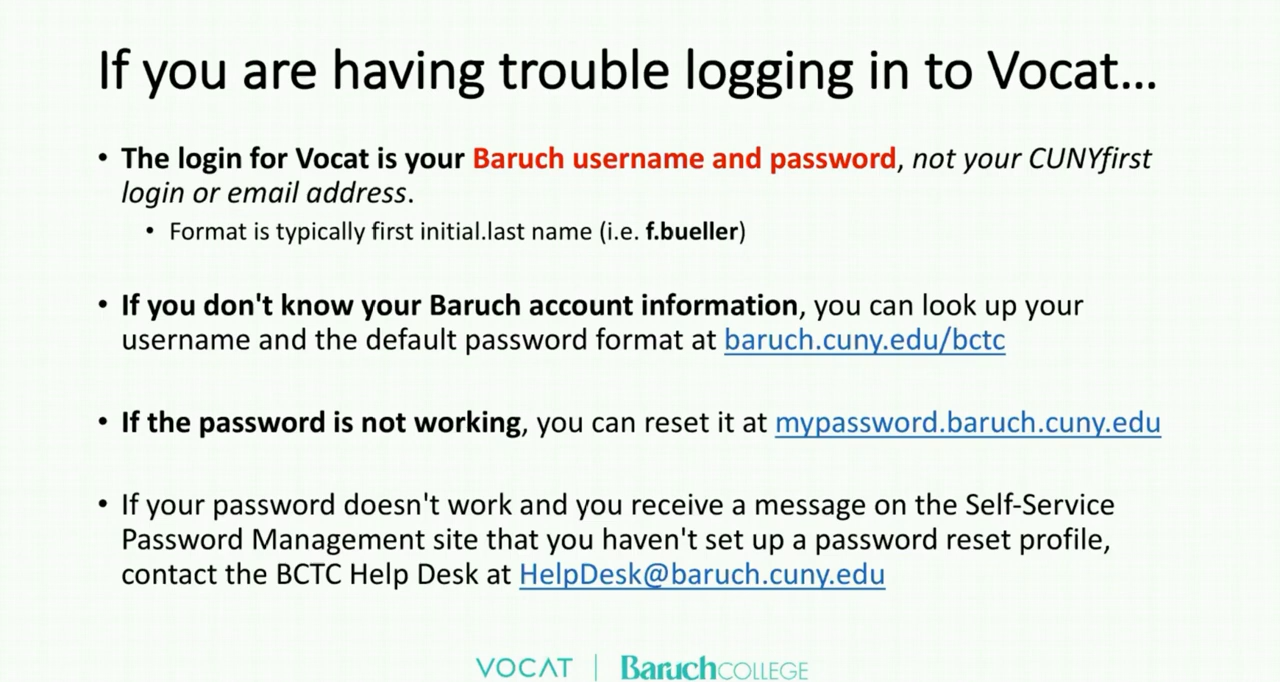 If you are having trouble logging in to Vocat...
• The login for Vocat is your Baruch username and password, not your CUNYfirst
login or email address.
• Format is typically first initial.last name (i.e. f.bueller)
• If you don't know your Baruch account information, you can look up your
username and the default password format at baruch.cuny.edu/bctc
• If the password is not working, you can reset it at mypassword.baruch.cuny.edu
• If your password doesn't work and you receive a message on the Self-Service
Password Management site that you haven't set up a password reset profile,
contact the BCTC Help Desk at HelpDesk@baruch.cuny.edu
VOCAT | Baruch COLLEGE